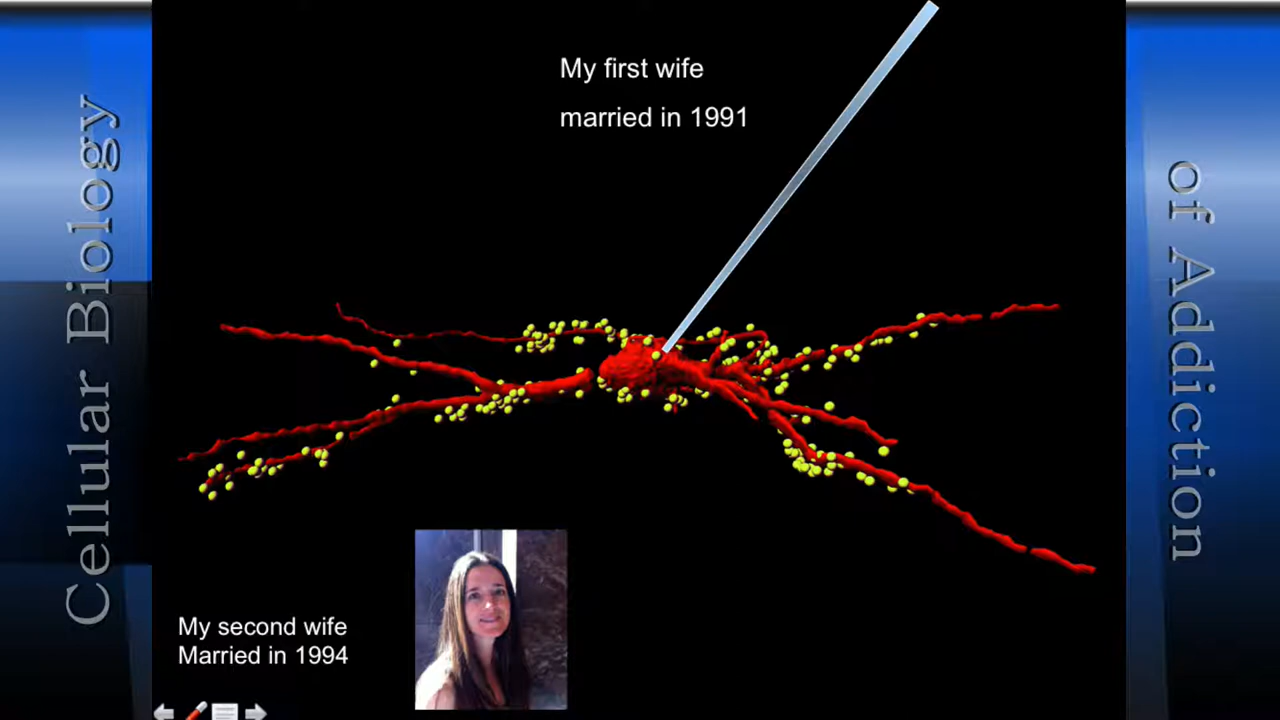 Cellular Biology
My first wife
married in 1991
My second wife
Married in 1994
of Addiction